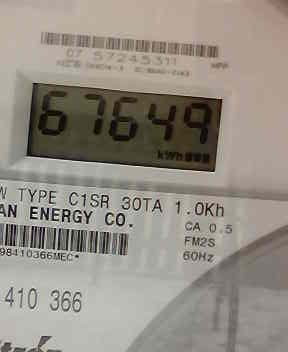 07 57245311
67649
kWh
W TYPE C1SR 30TA 1.0Kh
AN ENERGY CO.
CA 0.5
FM2S
60Hz
98410366MEC*
410 366